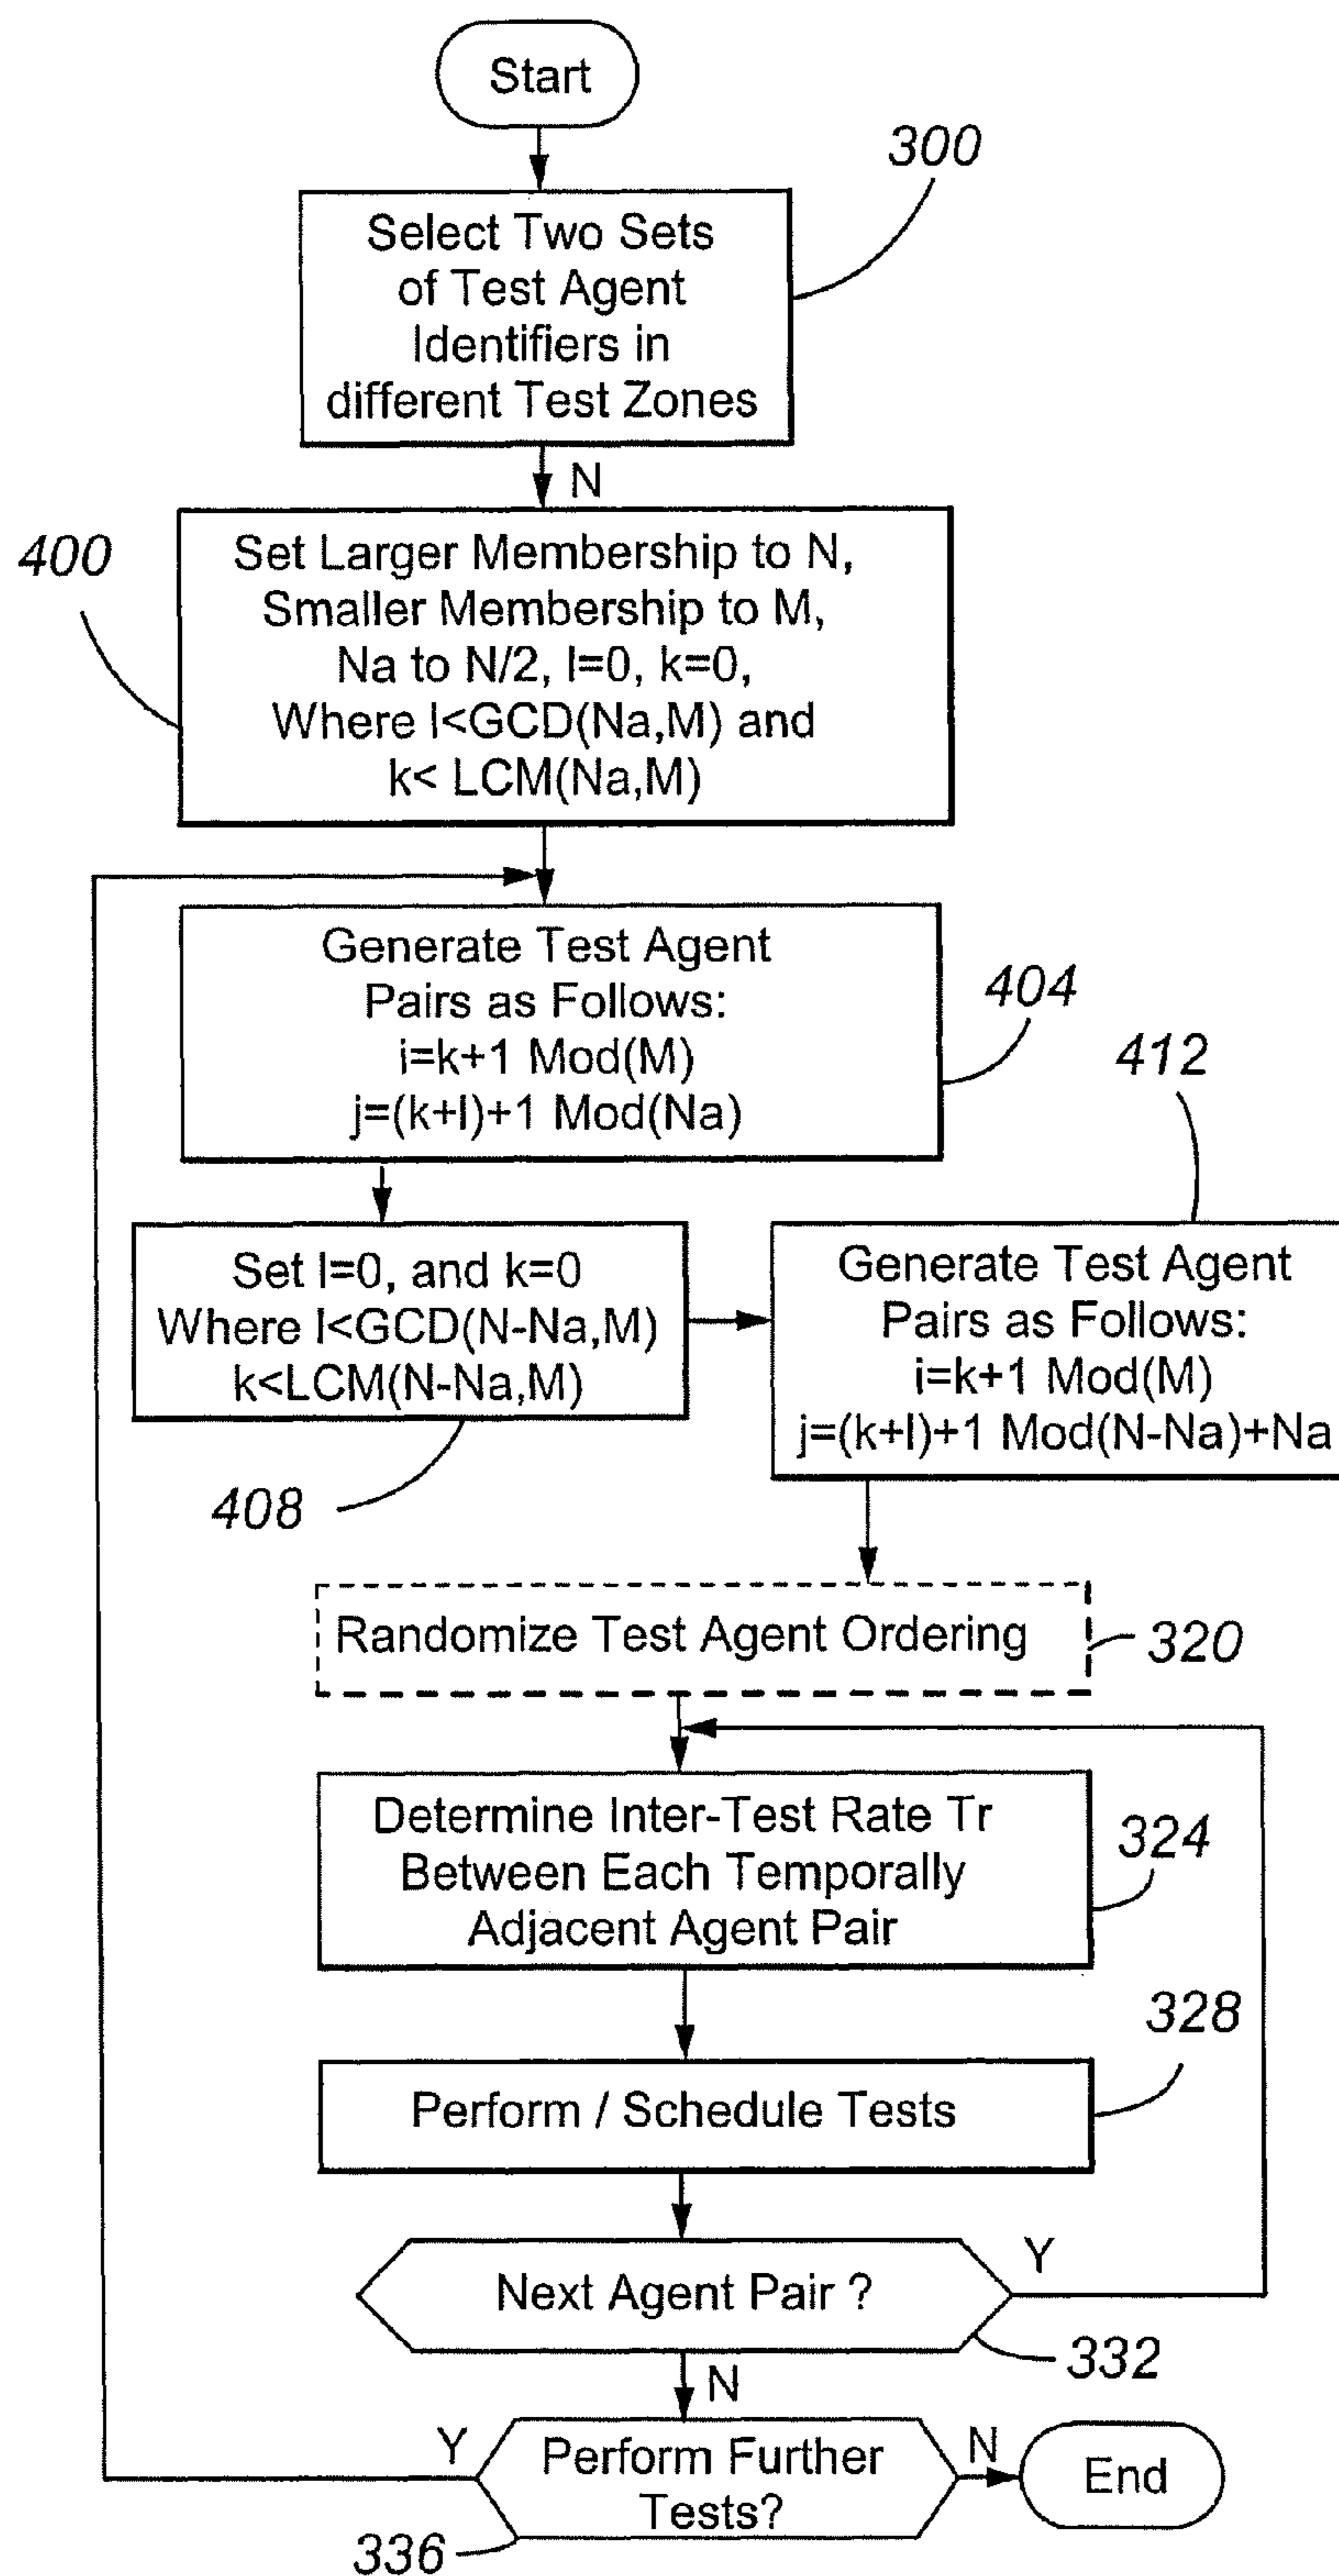 Start
300
Select Two Sets
of Test Agent
Identifiers in
different Test Zones
N
400
Set Larger Membership to N,
Smaller Membership to M,
Na to N/2, l=0, k=0,
Where l<GCD(Na,M) and
k< LCM(Na,M)
Generate Test Agent
Pairs as Follows:
i=k+1 Mod(M)
j=(k+l)+1 Mod(Na)
404
412
Set l=0, and k=0
Where l<GCD(N-Na,M)
k<LCM(N-Na,M)
408
Generate Test Agent
Pairs as Follows:
i=k+1 Mod(M)
j=(k+l)+1 Mod(N-Na)+Na
Randomize Test Agent Ordering
320
Determine Inter-Test Rate Tr
Between Each Temporally
Adjacent Agent Pair
324
328
Perform / Schedule Tests
Next Agent Pair ?
Y
332
N
Y
Perform Further
Tests?
N
End
336